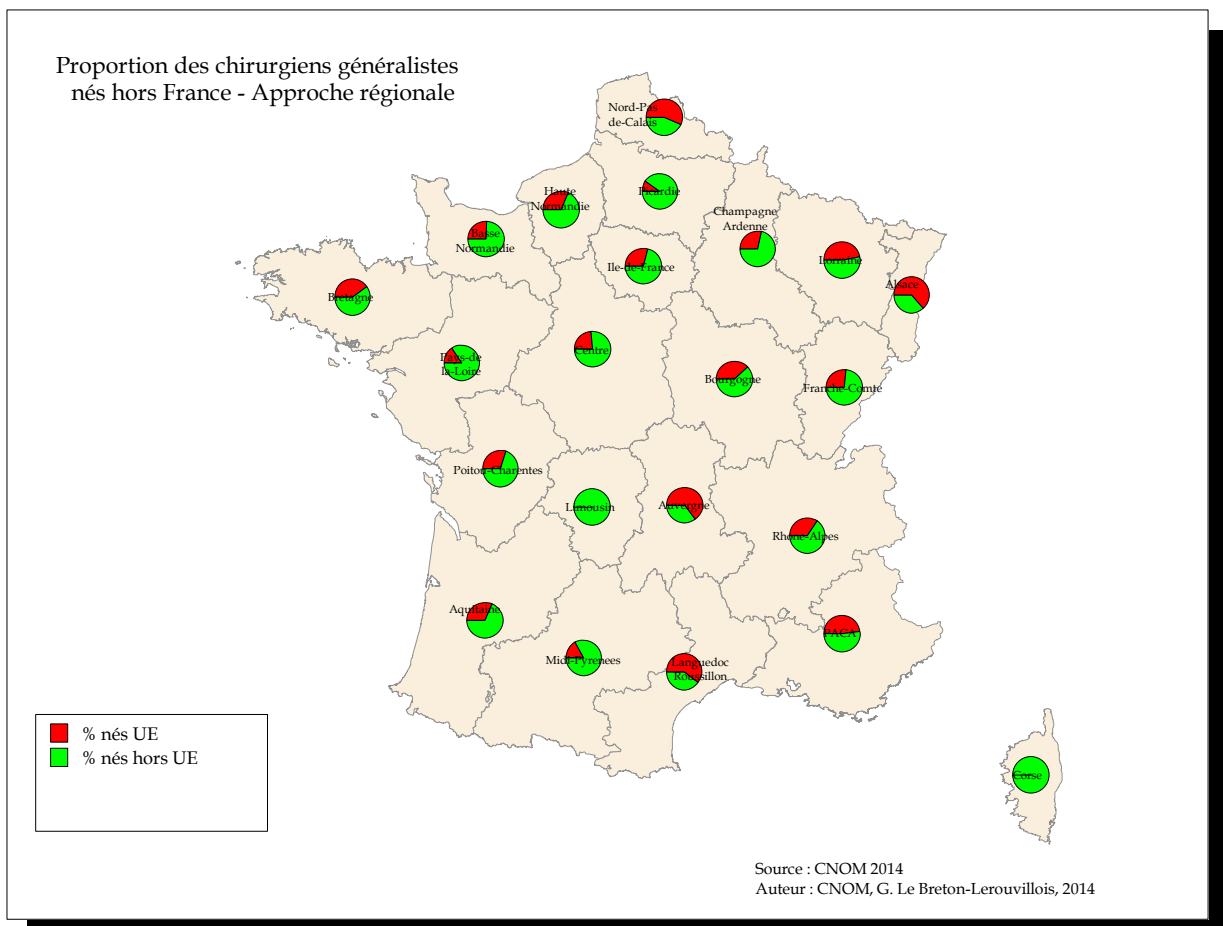 Proportion des chirurgiens généralistes
nés hors France - Approche régionale
Nord-Pas
de-Calais
Haute
Normandie
Picardie
Champagne
Ardenne
Basse
Normandie
Ile-de-France
Lorraine
Alsace
Bretagne
Centre
Pays-de
la-Loire
Bourgogne
Franche-Comte
Poitou-Charentes
Limousin
Auvergne
Rhone-Alpes
Aquitaine
PACA
Midi-Pyrenees
Languedoc
Roussillon
% nés UE
% nés hors UE
Corse
Source : CNOM 2014
Auteur : CNOM, G. Le Breton-Lerouvillois, 2014